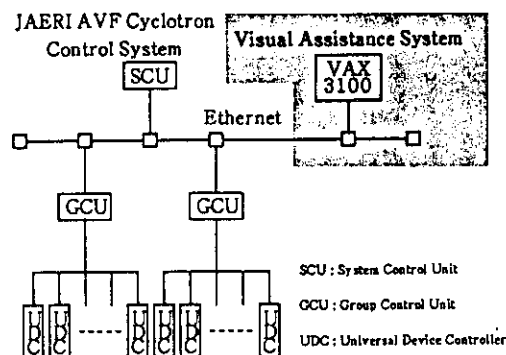 JAERI AVF Cyclotron
Control System
Visual Assistance System
SCU
VAX
3100
Ethernet
GCU
GCU
SCU : System Control Unit
GCU : Group Control Unit
UDC : Universal Device Controller
UDC
UDC
UDC
UDC
UDC
UDC
UDC